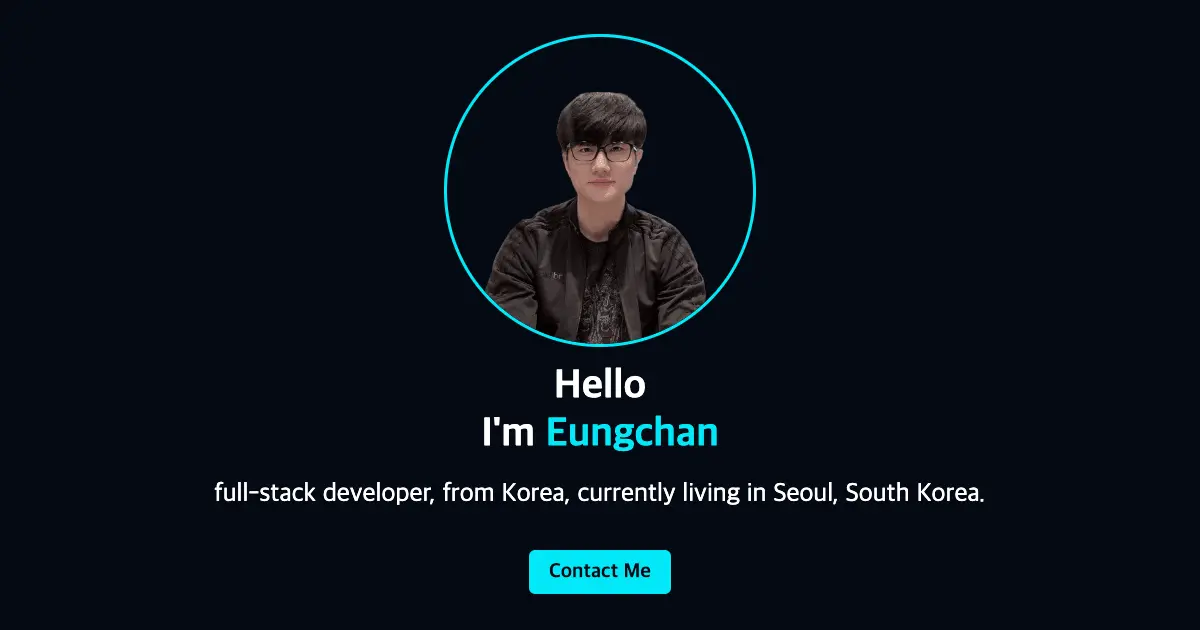 Hello
I'm Eungchan
full-stack developer, from Korea, currently living in Seoul, South Korea.
Contact Me